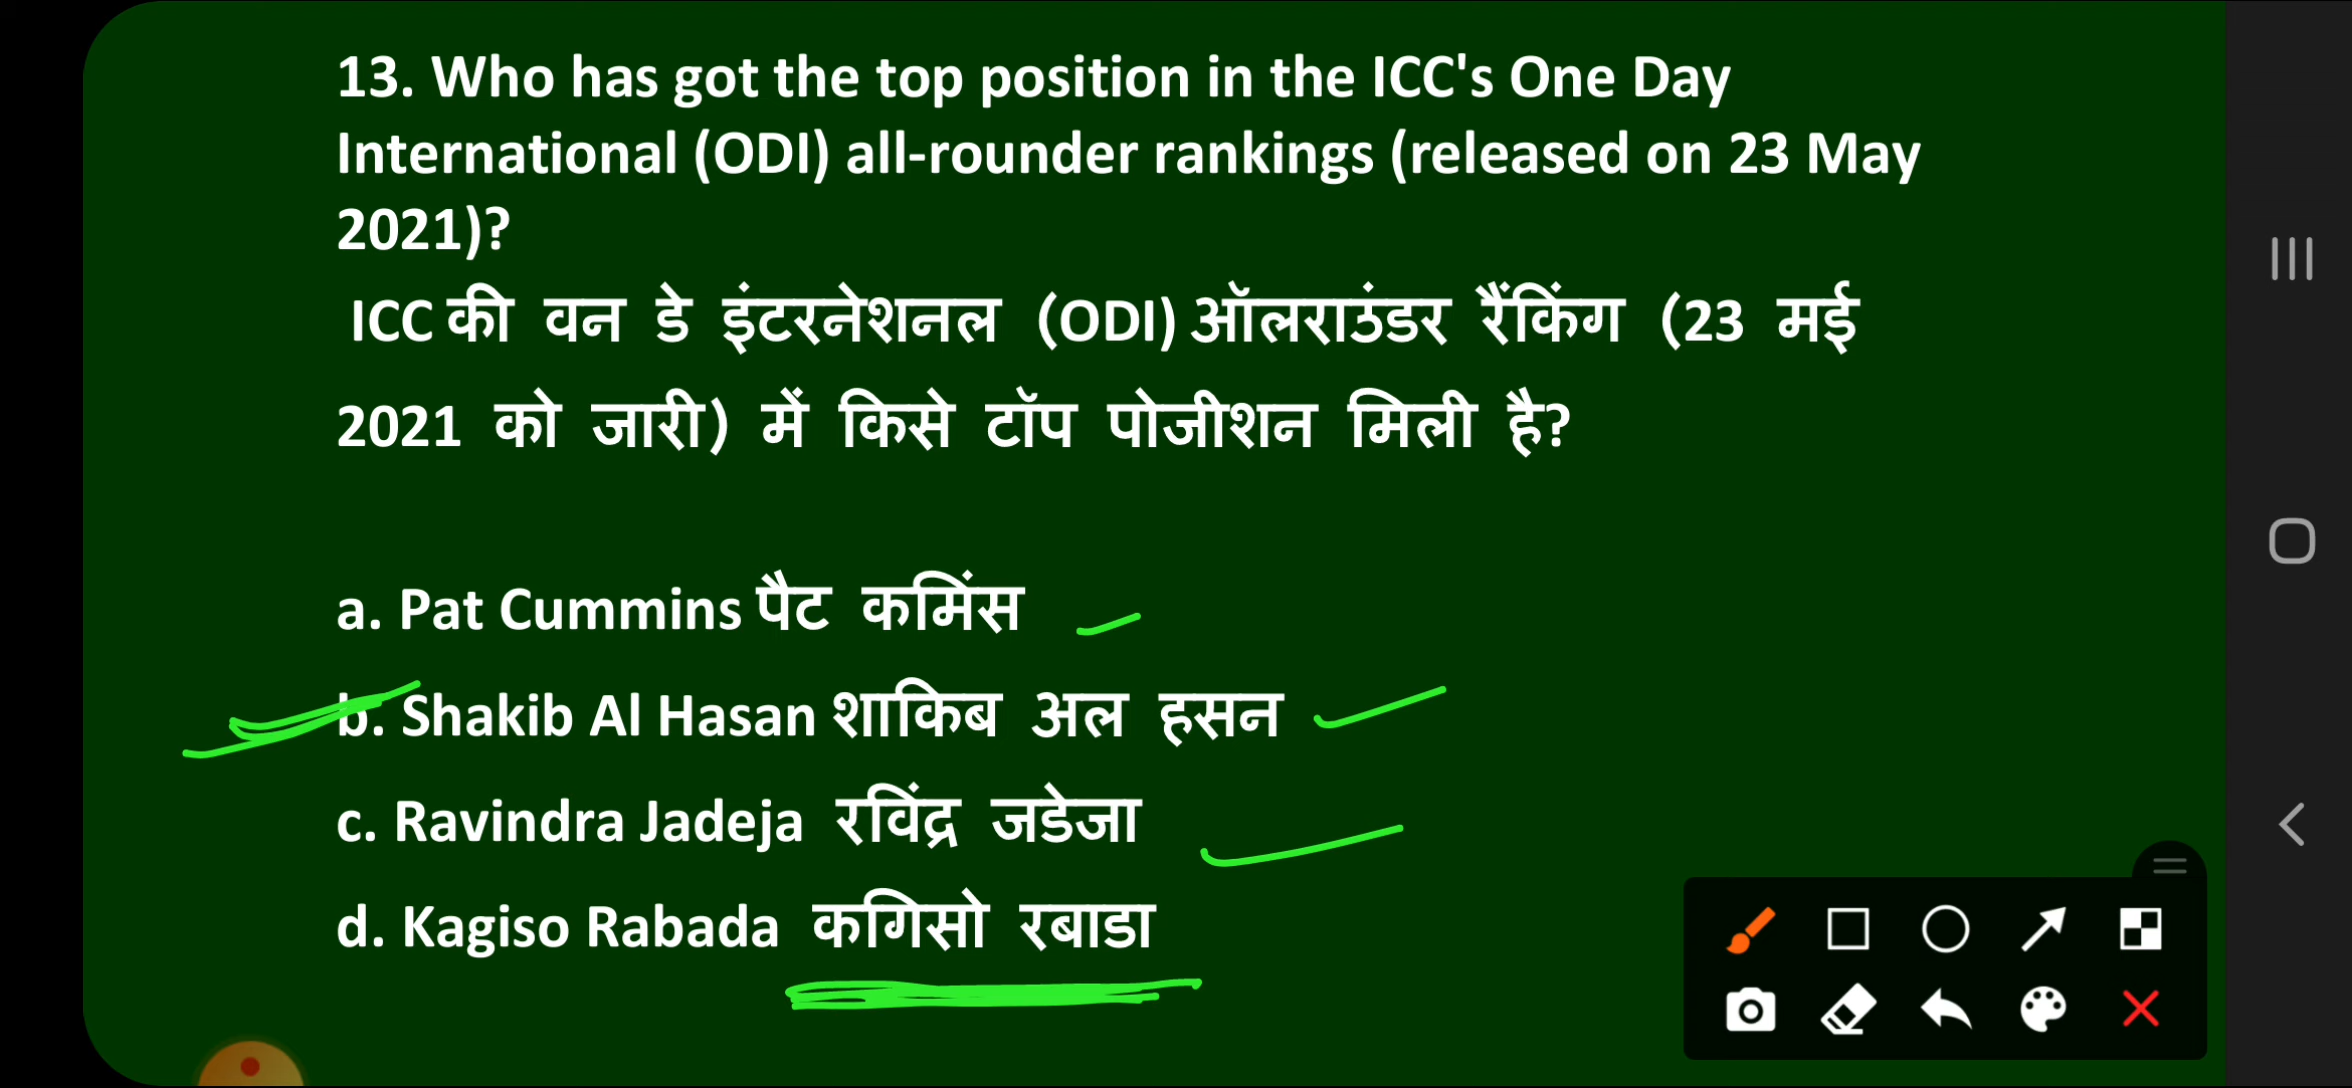 13. Who has got the top position in the ICC's One Day
International (ODI) all-rounder rankings (released on 23 May
2021)?
ICC की वन डे इंटरनेशनल (ODI) ऑलराउंडर रैंकिंग (23 मई
2021 को जारी) में किसे टॉप पोजीशन मिली है?
a. Pat Cummins पैट कमिंस
b. Shakib Al Hasan शाकिब अल हसन
c. Ravindra Jadeja रविंद्र जडेजा
d. Kagiso Rabada कगिसो रबाडा